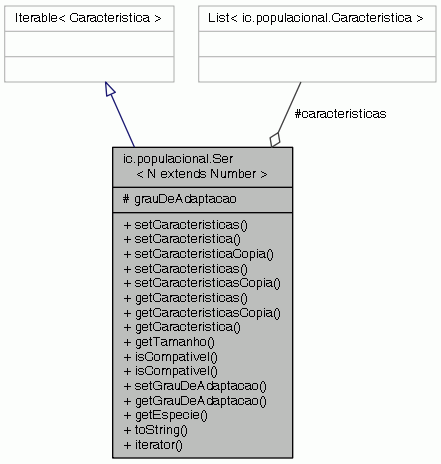 Iterable< Caracteristica >
List< ic.populacional.Caracteristica >
#caracteristicas
ic.populacional.Ser
< N extends Number >
# grauDeAdaptacao
+ setCaracteristicas()
+ setCaracteristica()
+ setCaracteristicaCopia()
+ setCaracteristicas()
+ setCaracteristicasCopia()
+ getCaracteristicas()
+ getCaracteristicasCopia()
+ getCaracteristica()
+ getTamanho()
+ isCompativel()
+ isCompativel()
+ setGrauDeAdaptacao()
+ getGrauDeAdaptacao()
+ getEspecie()
+ toString()
+ iterator()